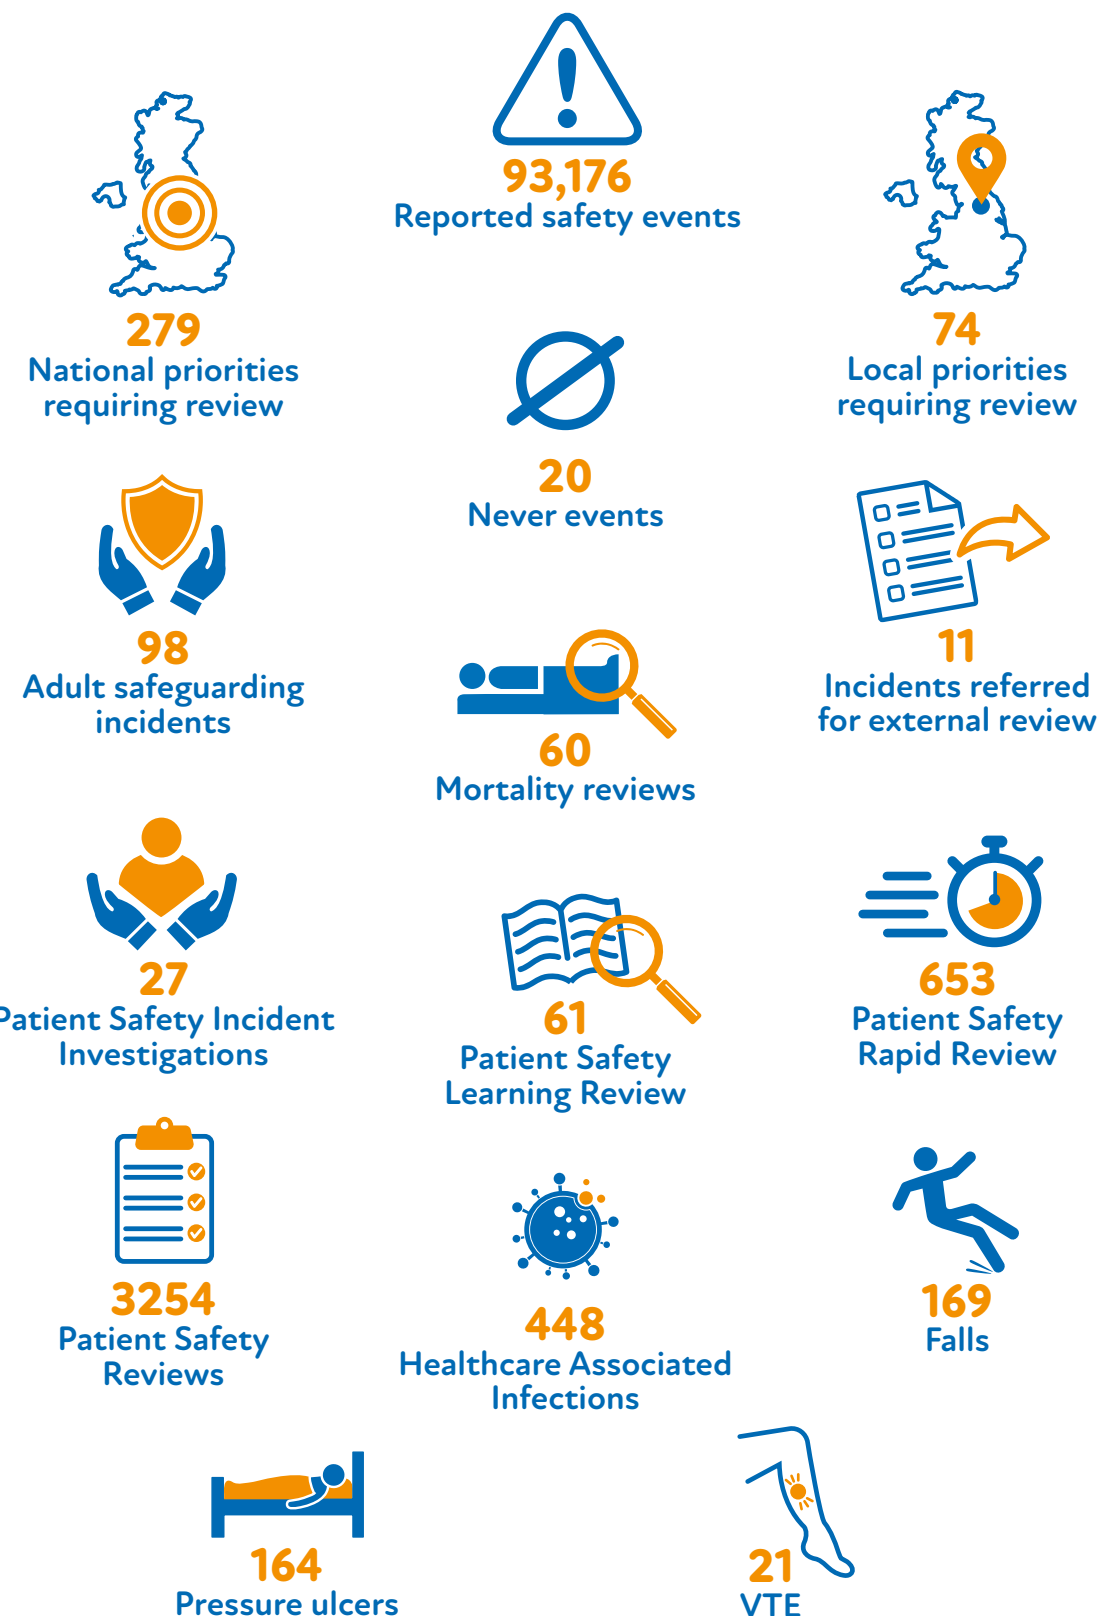 93,176
Reported safety events
279
National priorities
requiring review
74
Local priorities
requiring review
20
Never events
98
Adult safeguarding
incidents
11
Incidents referred
for external review
60
Mortality reviews
27
Patient Safety Incident
Investigations
61
Patient Safety
Learning Review
653
Patient Safety
Rapid Review
3254
Patient Safety
Reviews
448
Healthcare Associated
Infections
169
Falls
164
Pressure ulcers
21
VTE